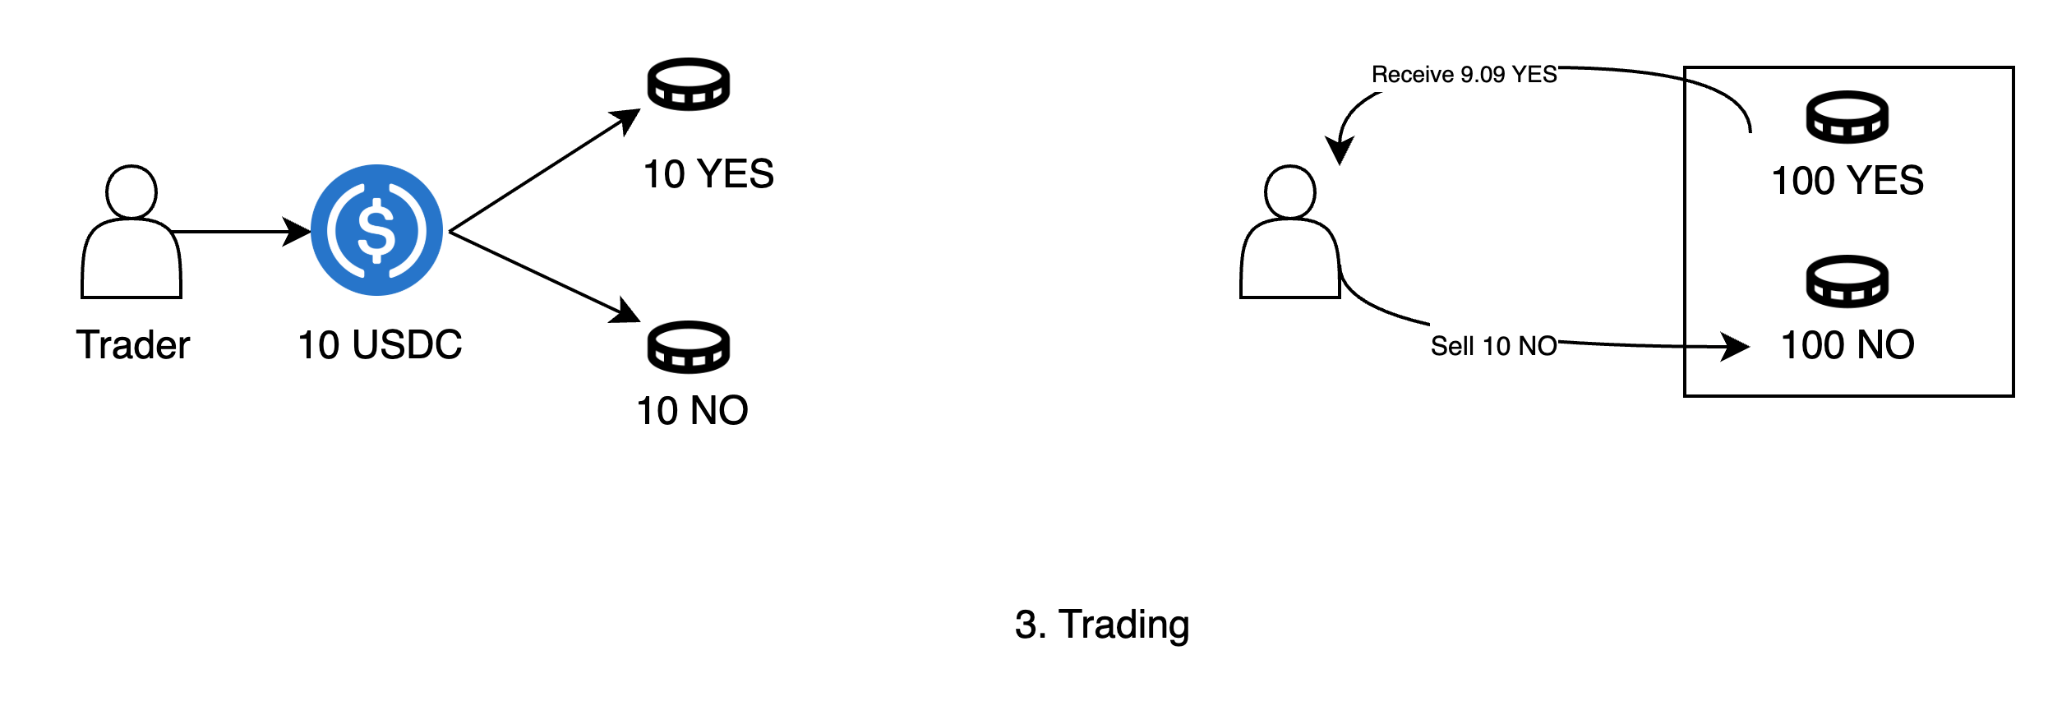 10 YES
Trader
10 USDC
10 NO
Receive 9.09 YES
100 YES
Sell 10 NO
100 NO
3. Trading